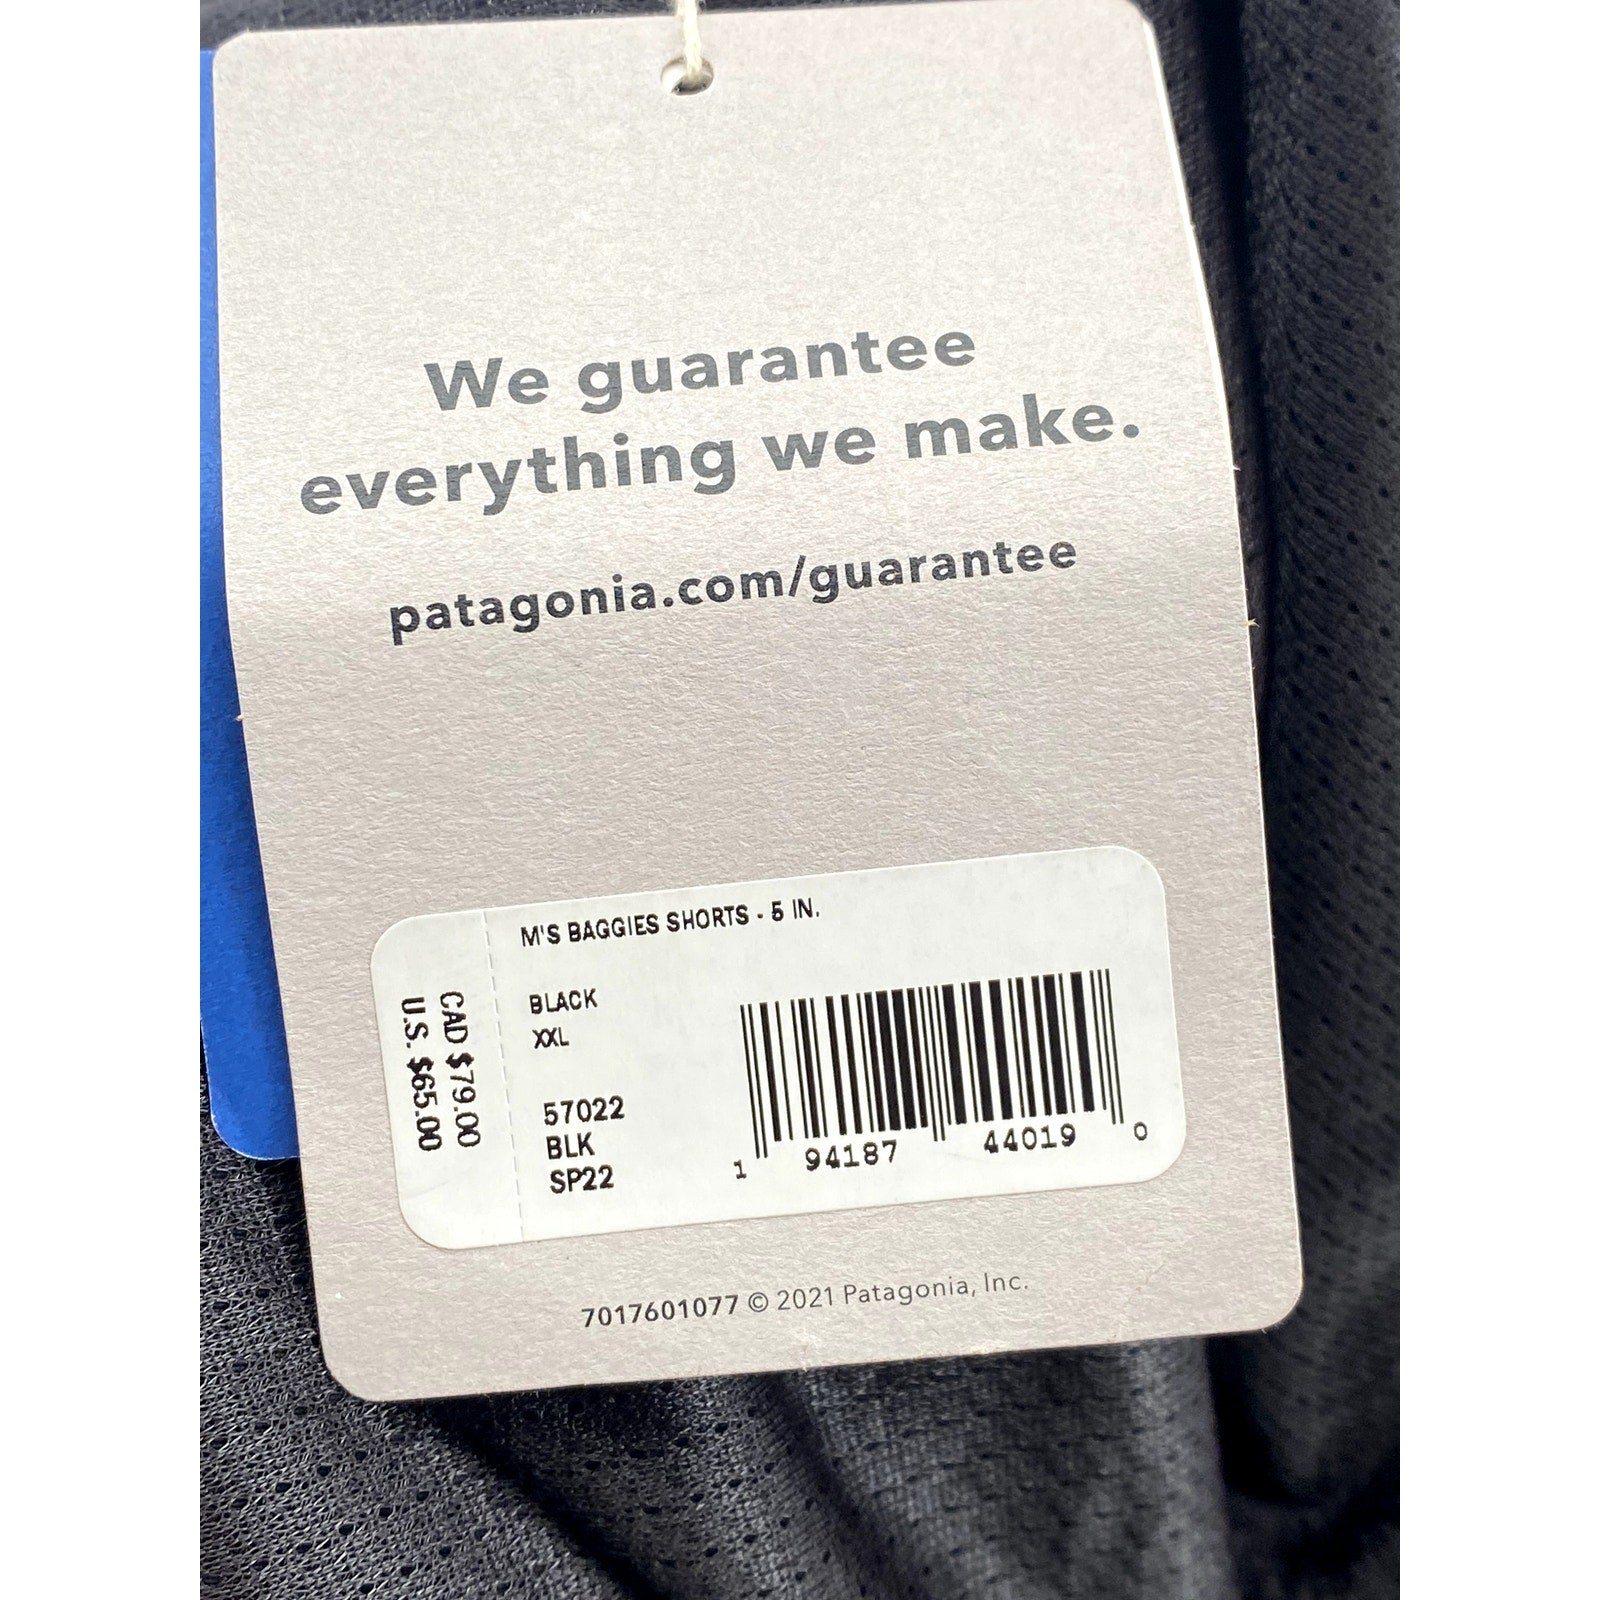 We guarantee
everything we make.
patagonia.com/guarantee
M'S BAGGIES SHORTS - 5 IN.
BLACK
XXL
57022
BLK
SP22
CAD $79.00
U.S. $65.00
1 94187 44019 0
7017601077 © 2021 Patagonia, Inc.